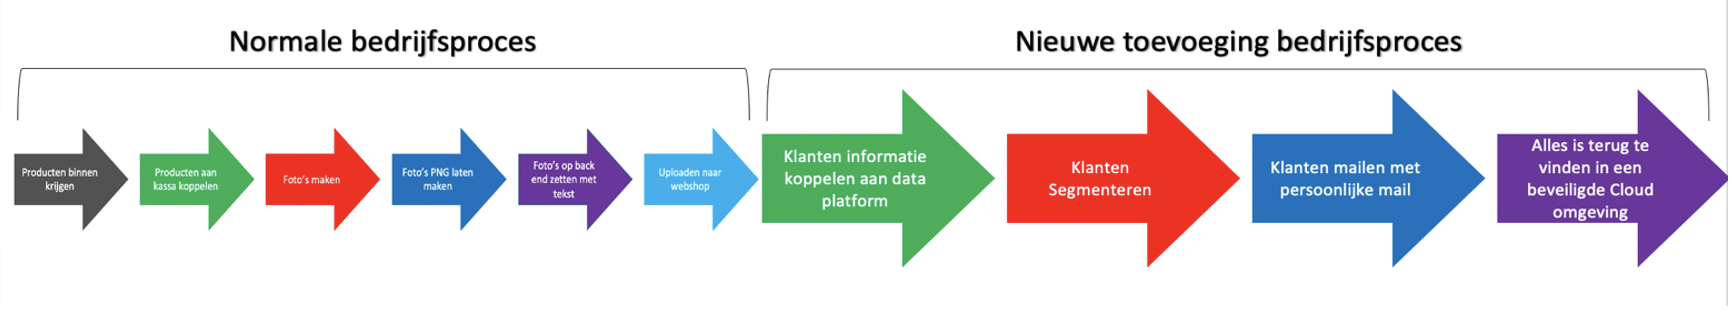 Normale bedrijfsproces
Nieuwe toevoeging bedrijfsproces
Producten binnen
krijgen
Producten aan
kassa koppelen
Foto's maken
Foto's PNG laten
maken
Foto's op back
end zetten met
tekst
Uploaden naar
webshop
Klanten informatie
koppelen aan data
platform
Klanten
Segmenteren
Klanten mailen met
persoonlijke mail
Alles is terug te
vinden in een
beveiligde Cloud
omgeving